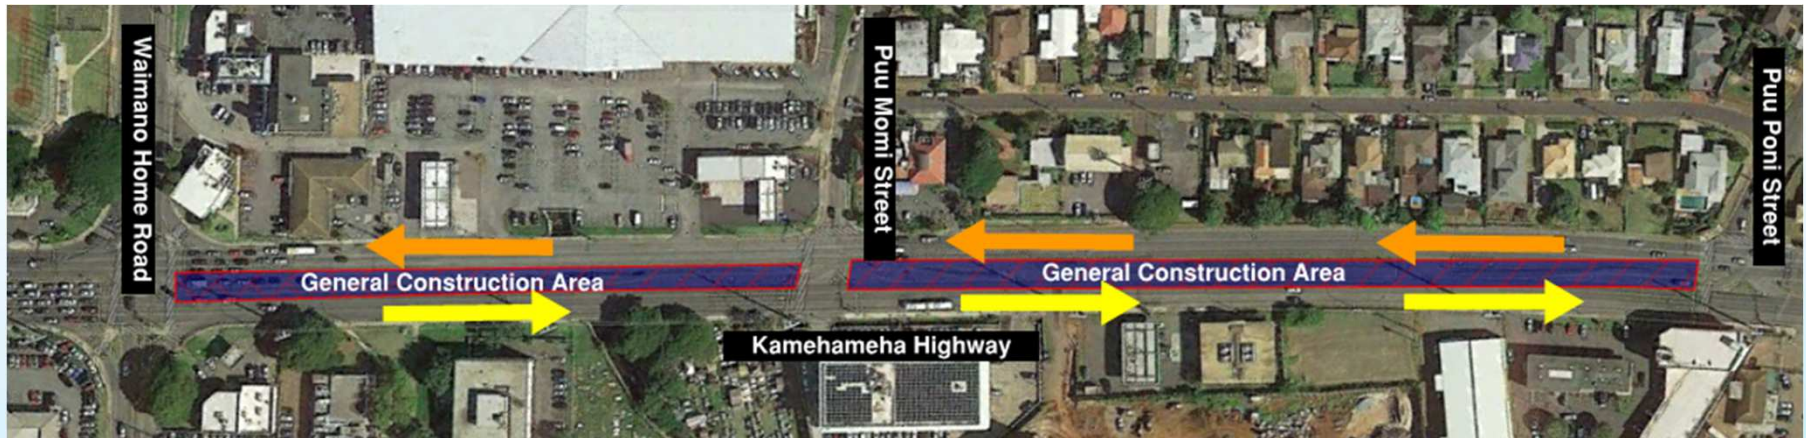 Waimano Home Road
Puu Momi Street
Puu Poni Street
General Construction Area
General Construction Area
Kamehameha Highway